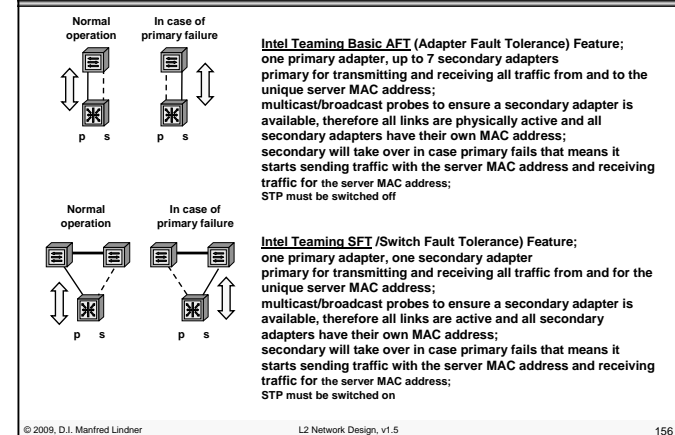 Normal
operation
In case of
primary failure
p s
p s
Intel Teaming Basic AFT (Adapter Fault Tolerance) Feature;
one primary adapter, up to 7 secondary adapters
primary for transmitting and receiving all traffic from and to the
unique server MAC address;
multicast/broadcast probes to ensure a secondary adapter is
available, therefore all links are physically active and all
secondary adapters have their own MAC address;
secondary will take over in case primary fails that means it
starts sending traffic with the server MAC address and receiving
traffic for the server MAC address;
STP must be switched off
Normal
operation
In case of
primary failure
p s
p s
Intel Teaming SFT /Switch Fault Tolerance) Feature;
one primary adapter, one secondary adapter
primary for transmitting and receiving all traffic from and for the
unique server MAC address;
multicast/broadcast probes to ensure a secondary adapter is
available, therefore all links are active and all secondary
adapters have their own MAC address;
secondary will take over in case primary fails that means it
starts sending traffic with the server MAC address and receiving
traffic for the server MAC address;
STP must be switched on
© 2009, D.I. Manfred Lindner
L2 Network Design, v1.5
156